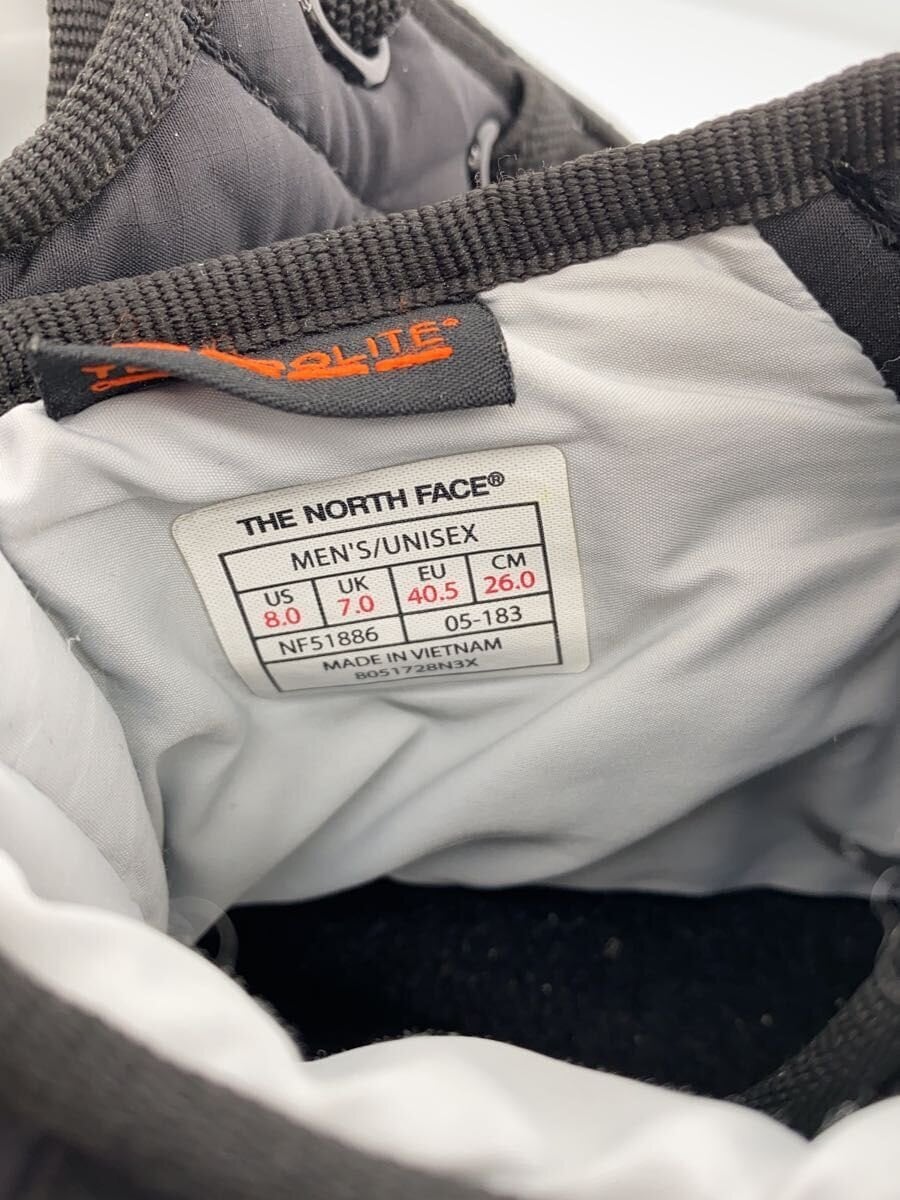 THE NORTH FACE®
MEN'S/UNISEX
US UK EU CM
8.0 7.0 40.5 26.0
NF51886 05-183
MADE IN VIETNAM
8051728N3X